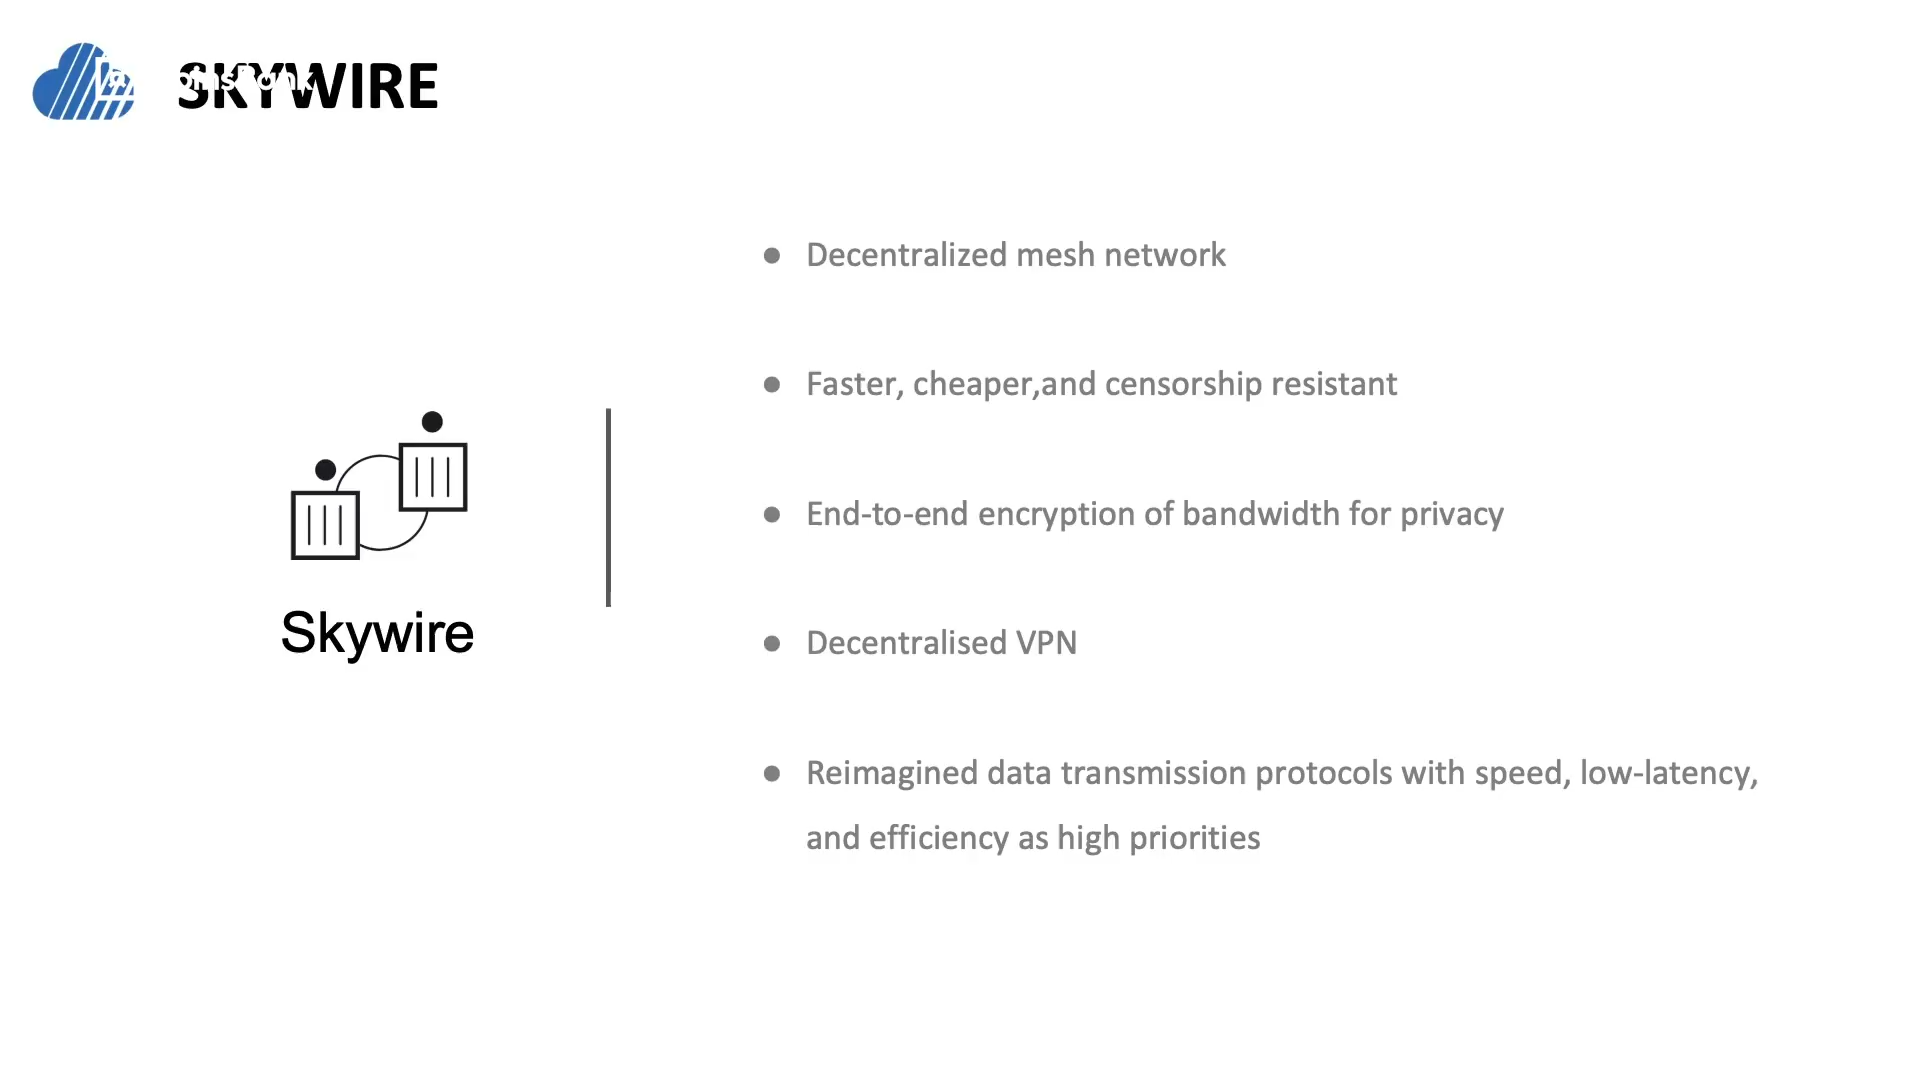 SKYWIRE
● Decentralized mesh network
● Faster, cheaper,and censorship resistant
● End-to-end encryption of bandwidth for privacy
● Decentralised VPN
● Reimagined data transmission protocols with speed, low-latency,
and efficiency as high priorities
Skywire